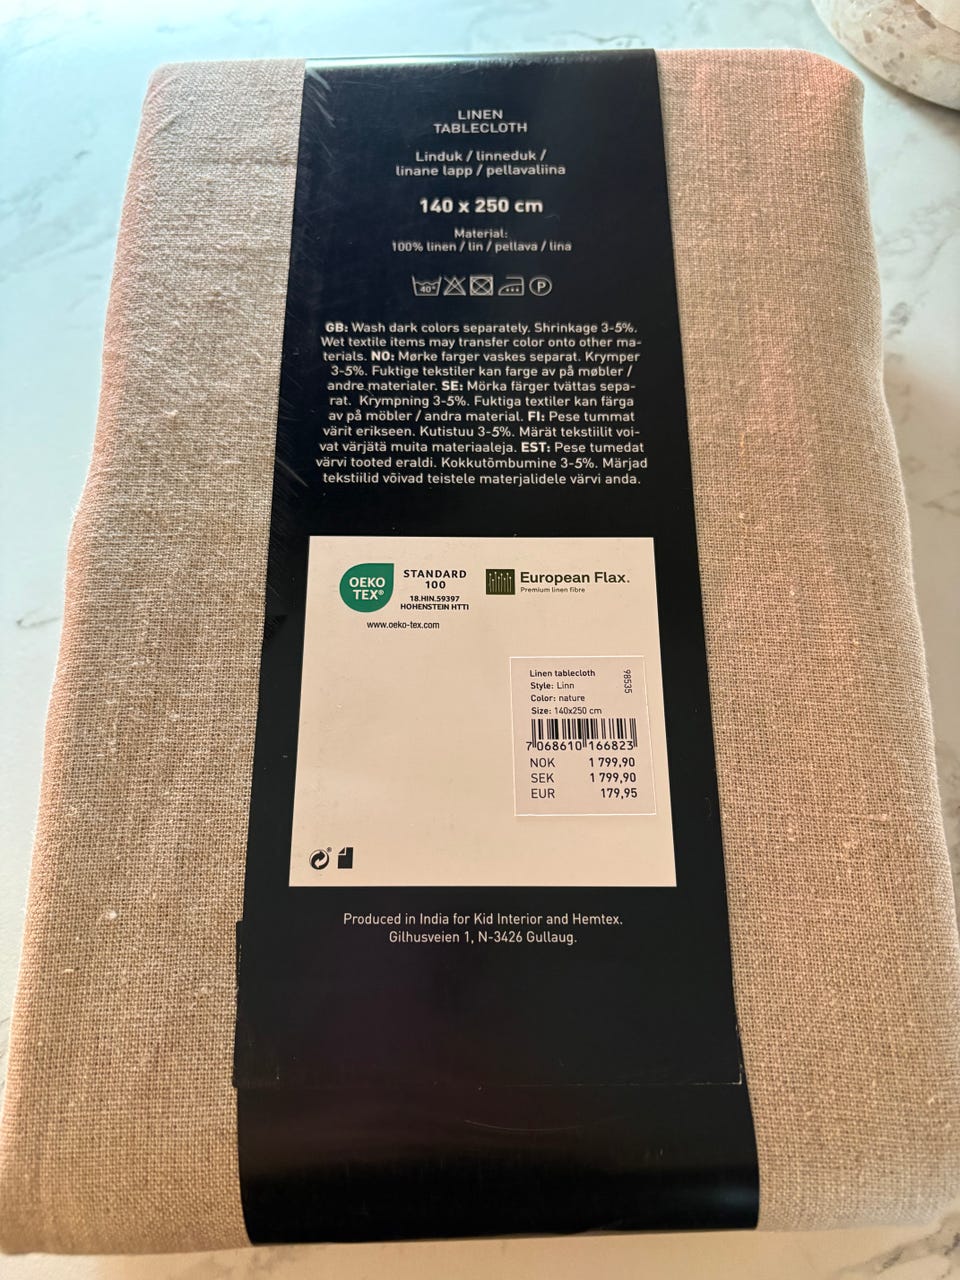 LINEN
TABLECLOTH
Linduk / linneduk /
linane lapp / pellavaliina
140 x 250 cm
Material:
100% linen / lin / pellava / lina
40°
P
GB: Wash dark colors separately. Shrinkage 3-5%.
Wet textile items may transfer color onto other ma-
terials. NO: Mørke farger vaskes separat. Krymper
3-5%. Fuktige tekstiler kan farge av på møbler /
andre materialer. SE: Mörka färger tvättas sepa-
rat. Krympning 3-5%. Fuktiga textiler kan färga
av på möbler / andra material. FI: Pese tummat
värit erikseen. Kutistuu 3-5%. Märät tekstiilit voi-
vat värjätä muita materiaaleja. EST: Pese tumedat
värvi tooted eraldi. Kokkutõmbumine 3-5%. Märjad
tekstiilid võivad teistele materjalidele värvi anda.
OEKO
TEX®
STANDARD
100
18.HIN.59397
HOHENSTEIN HTTI
www.oeko-tex.com
European Flax.
Premium linen fibre
Linen tablecloth
Style: Linn
Color: nature
Size: 140x250 cm
98535
7 068610 166823
NOK 1 799,90
SEK 1 799,90
EUR 179,95
Produced in India for Kid Interior and Hemtex.
Gilhusveien 1, N-3426 Gullaug.